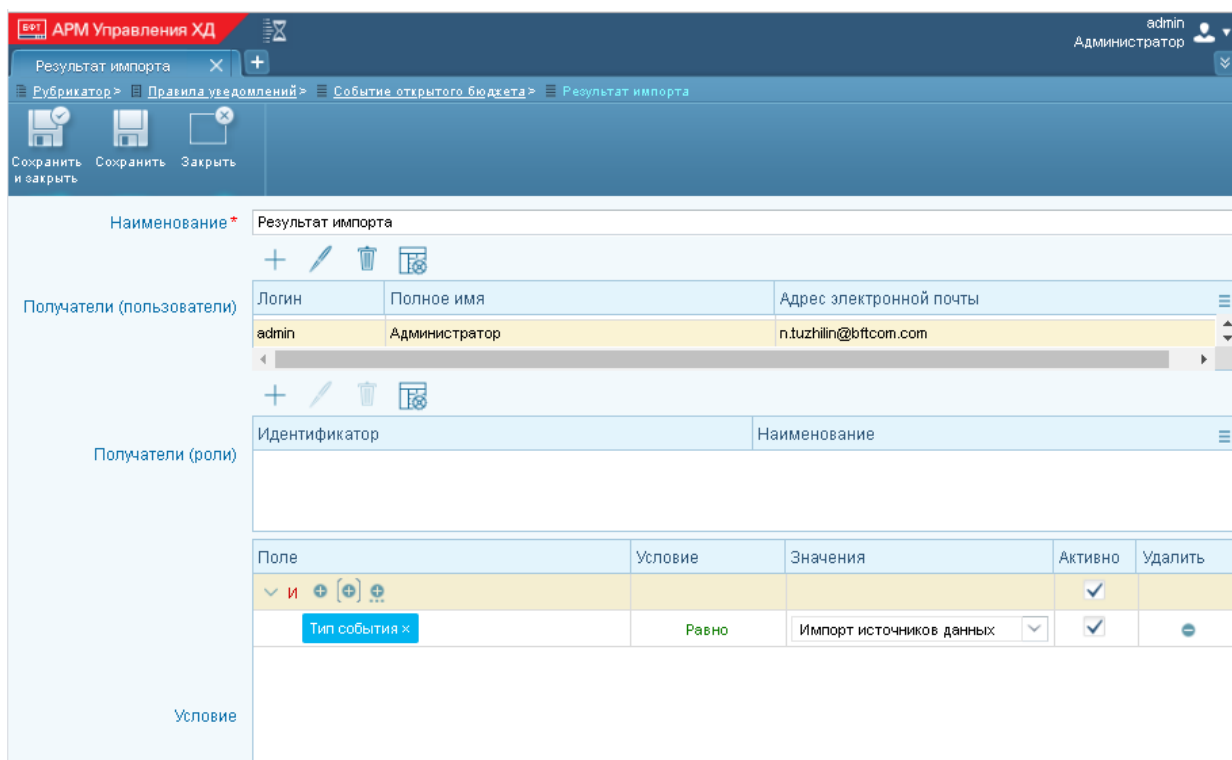 БФТ АРМ Управления ХД
admin
Администратор
Результат импорта
Рубрикатор> Правила уведомлений> Событие открытого бюджета> Результат импорта
Сохранить и закрыть
Сохранить
Закрыть
Наименование* Результат импорта
Получатели (пользователи)
Логин Полное имя Адрес электронной почты
admin Администратор n.tuzhilin@bftcom.com
Получатели (роли)
Идентификатор Наименование
Поле Условие Значения Активно Удалить
И
Тип события × Равно Импорт источников данных
Условие